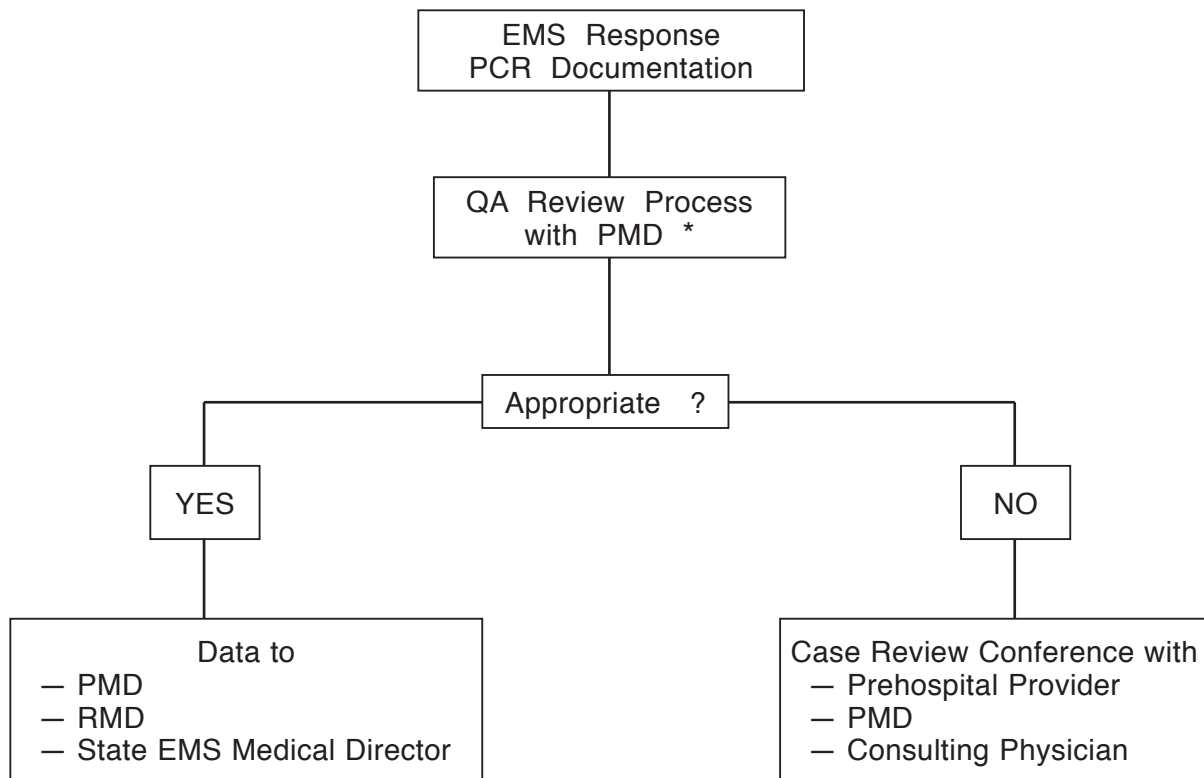 EMS Response
PCR Documentation
QA Review Process
with PMD *
Appropriate ?
YES
NO
Data to
— PMD
— RMD
— State EMS Medical Director
Case Review Conference with
— Prehospital Provider
— PMD
— Consulting Physician